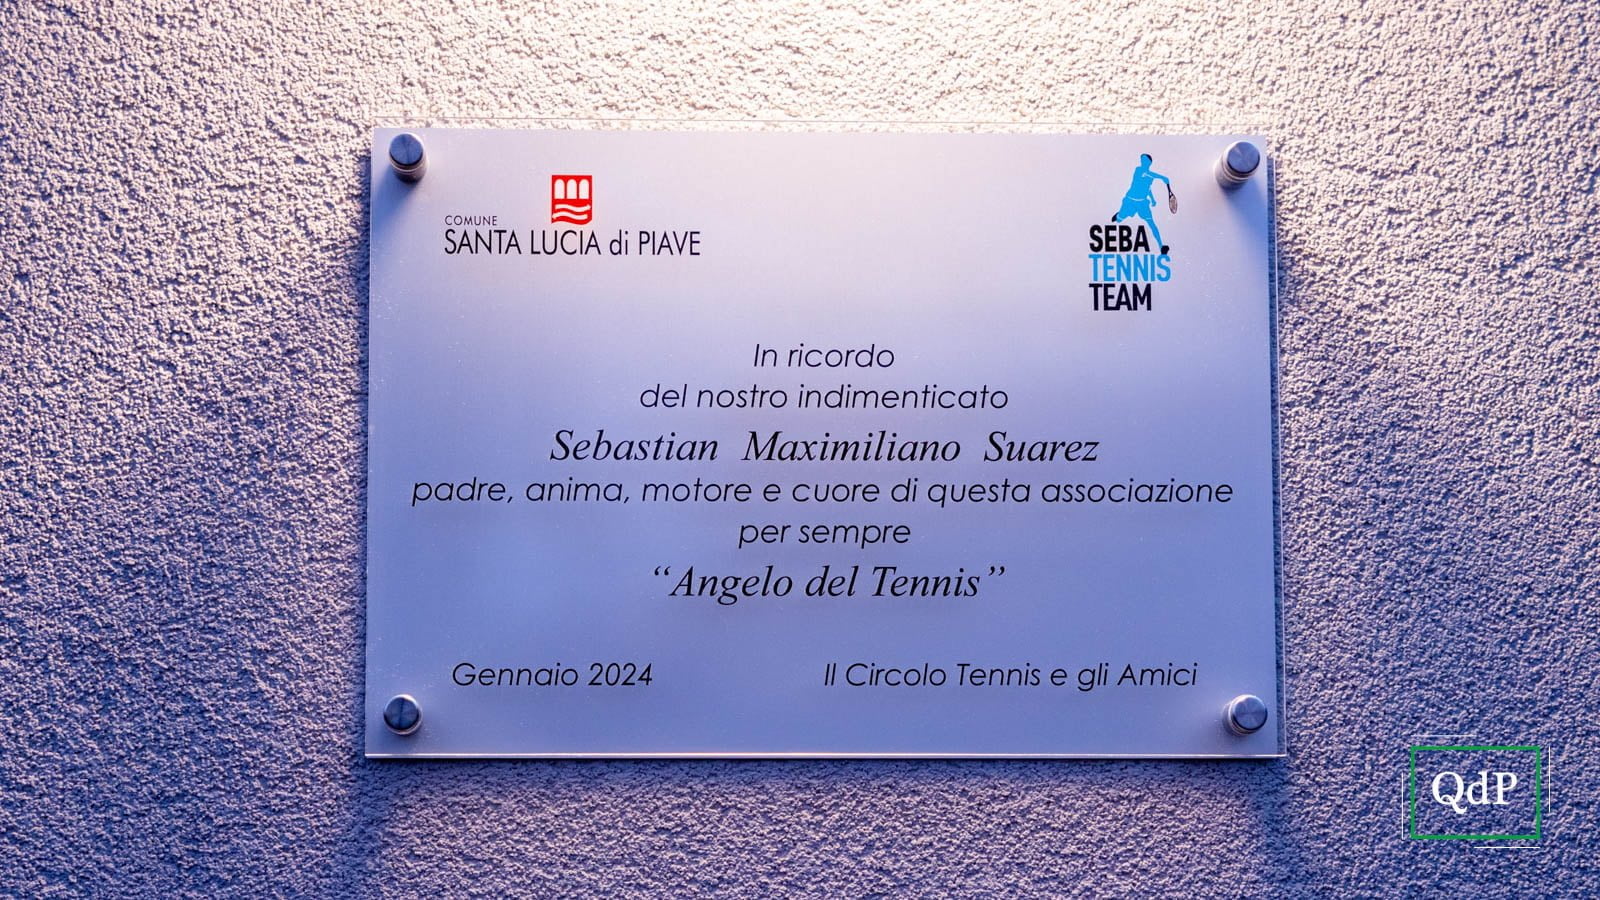 COMUNE
SANTA LUCIA di PIAVE
SEBA
TENNIS
TEAM
In ricordo
del nostro indimenticato
Sebastian Maximiliano Suarez
padre, anima, motore e cuore di questa associazione
per sempre
“Angelo del Tennis”
Gennaio 2024
Il Circolo Tennis e gli Amici
QdP